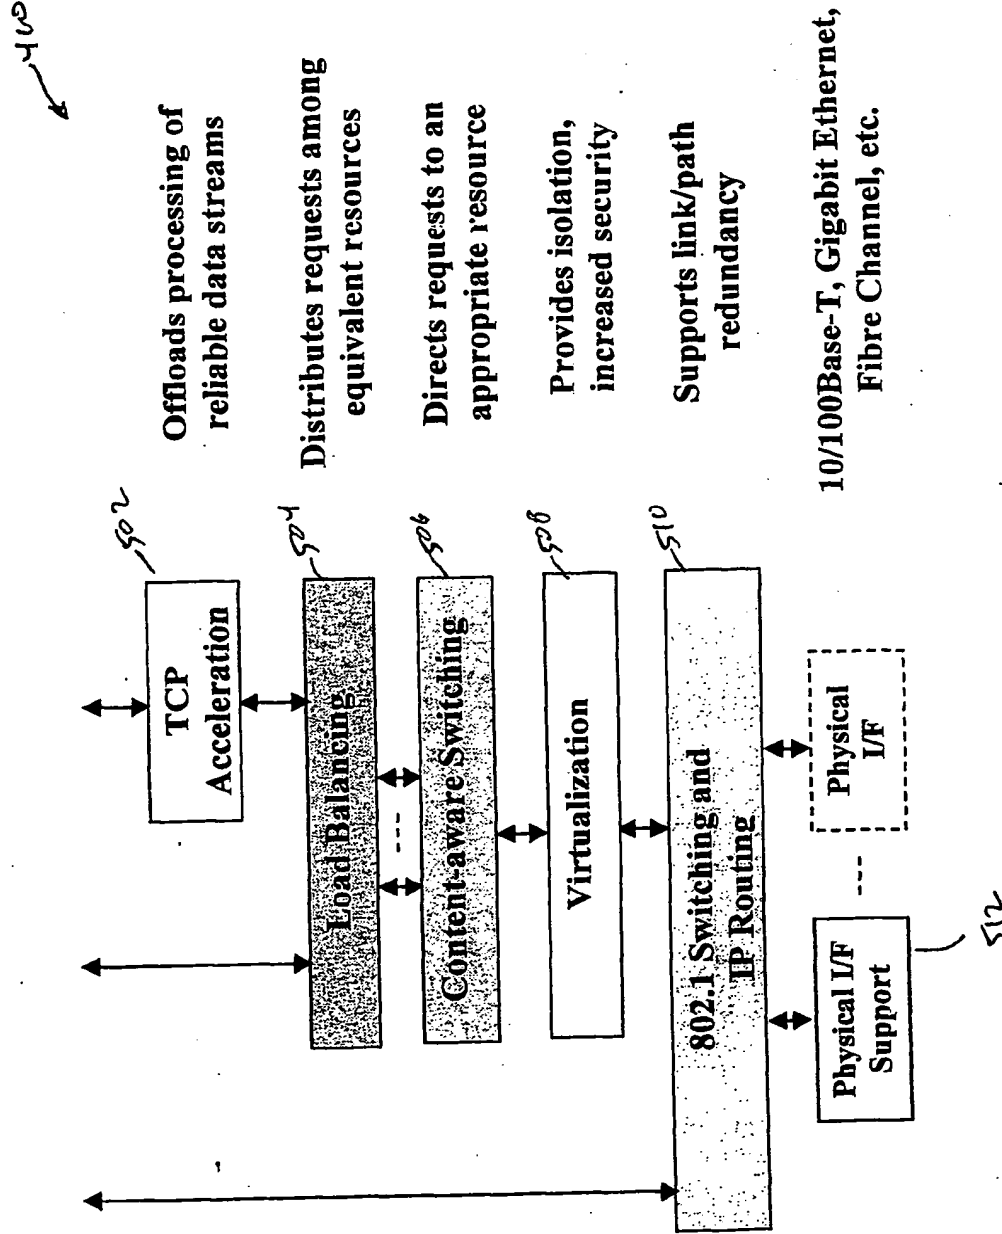 400
502
TCP
Acceleration
Offloads processing of
reliable data streams
504
Load Balancing
Distributes requests among
equivalent resources
506
Content-aware Switching
Directs requests to an
appropriate resource
508
Virtualization
Provides isolation,
increased security
510
802.1 Switching and
IP Routing
Supports link/path
redundancy
Physical I/F
Support
Physical
I/F
10/100Base-T, Gigabit Ethernet,
Fibre Channel, etc.
512